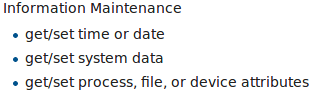 Information Maintenance
• get/set time or date
• get/set system data
• get/set process, file, or device attributes